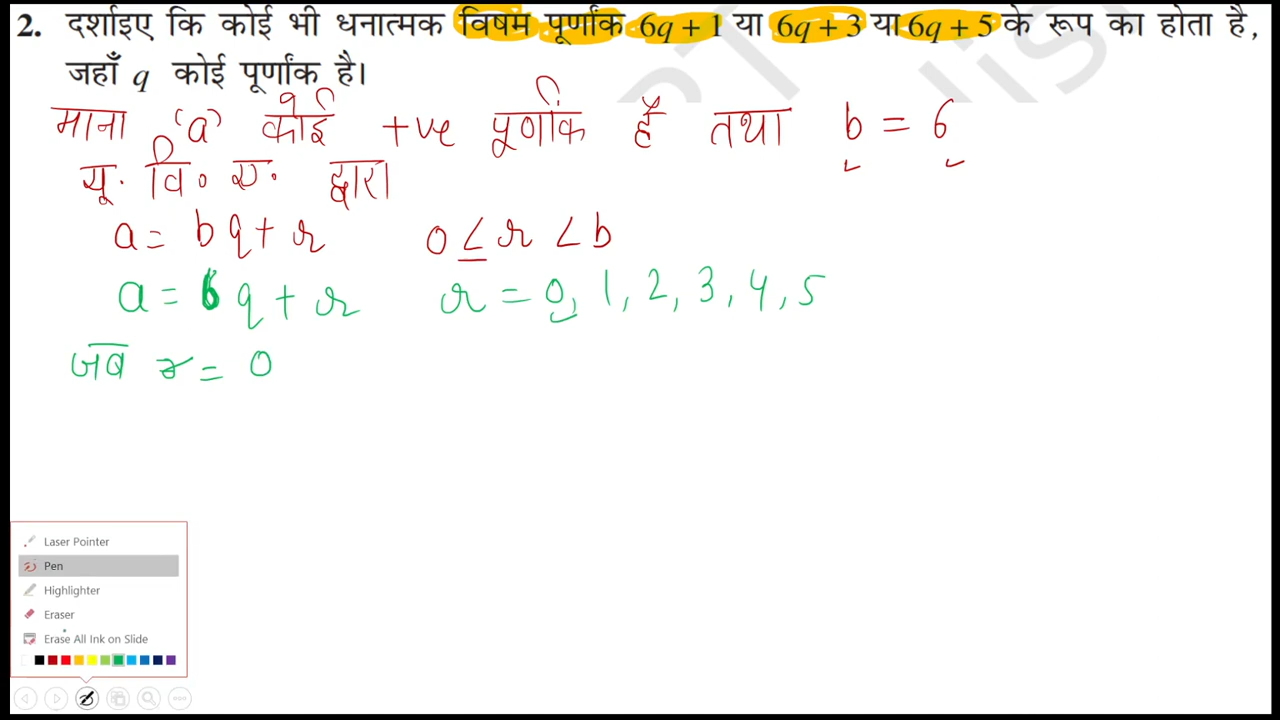 2. दर्शाइए कि कोई भी धनात्मक विषम पूर्णांक 6q + 1 या 6q + 3 या 6q + 5 के रूप का होता है,
जहाँ q कोई पूर्णांक है।
माना 'a' कोई +ve पूर्णांक है तथा b = 6
यू. वि. ए. द्वारा
a = bq + r 0 ≤ r < b
a = 6q + r r = 0, 1, 2, 3, 4, 5
जब r = 0
Laser Pointer
Pen
Highlighter
Eraser
Erase All Ink on Slide